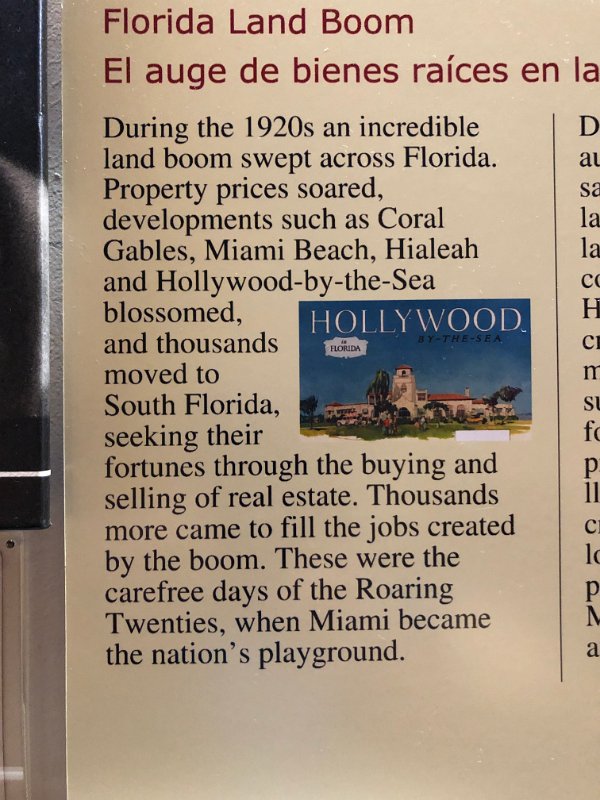 Florida Land Boom
El auge de bienes raíces en la
During the 1920s an incredible
land boom swept across Florida.
Property prices soared,
developments such as Coral
Gables, Miami Beach, Hialeah
and Hollywood-by-the-Sea
blossomed,
and thousands
moved to
South Florida,
seeking their
fortunes through the buying and
selling of real estate. Thousands
more came to fill the jobs created
by the boom. These were the
carefree days of the Roaring
Twenties, when Miami became
the nation's playground.
HOLLYWOOD
BY-THE-SEA
IN
FLORIDA